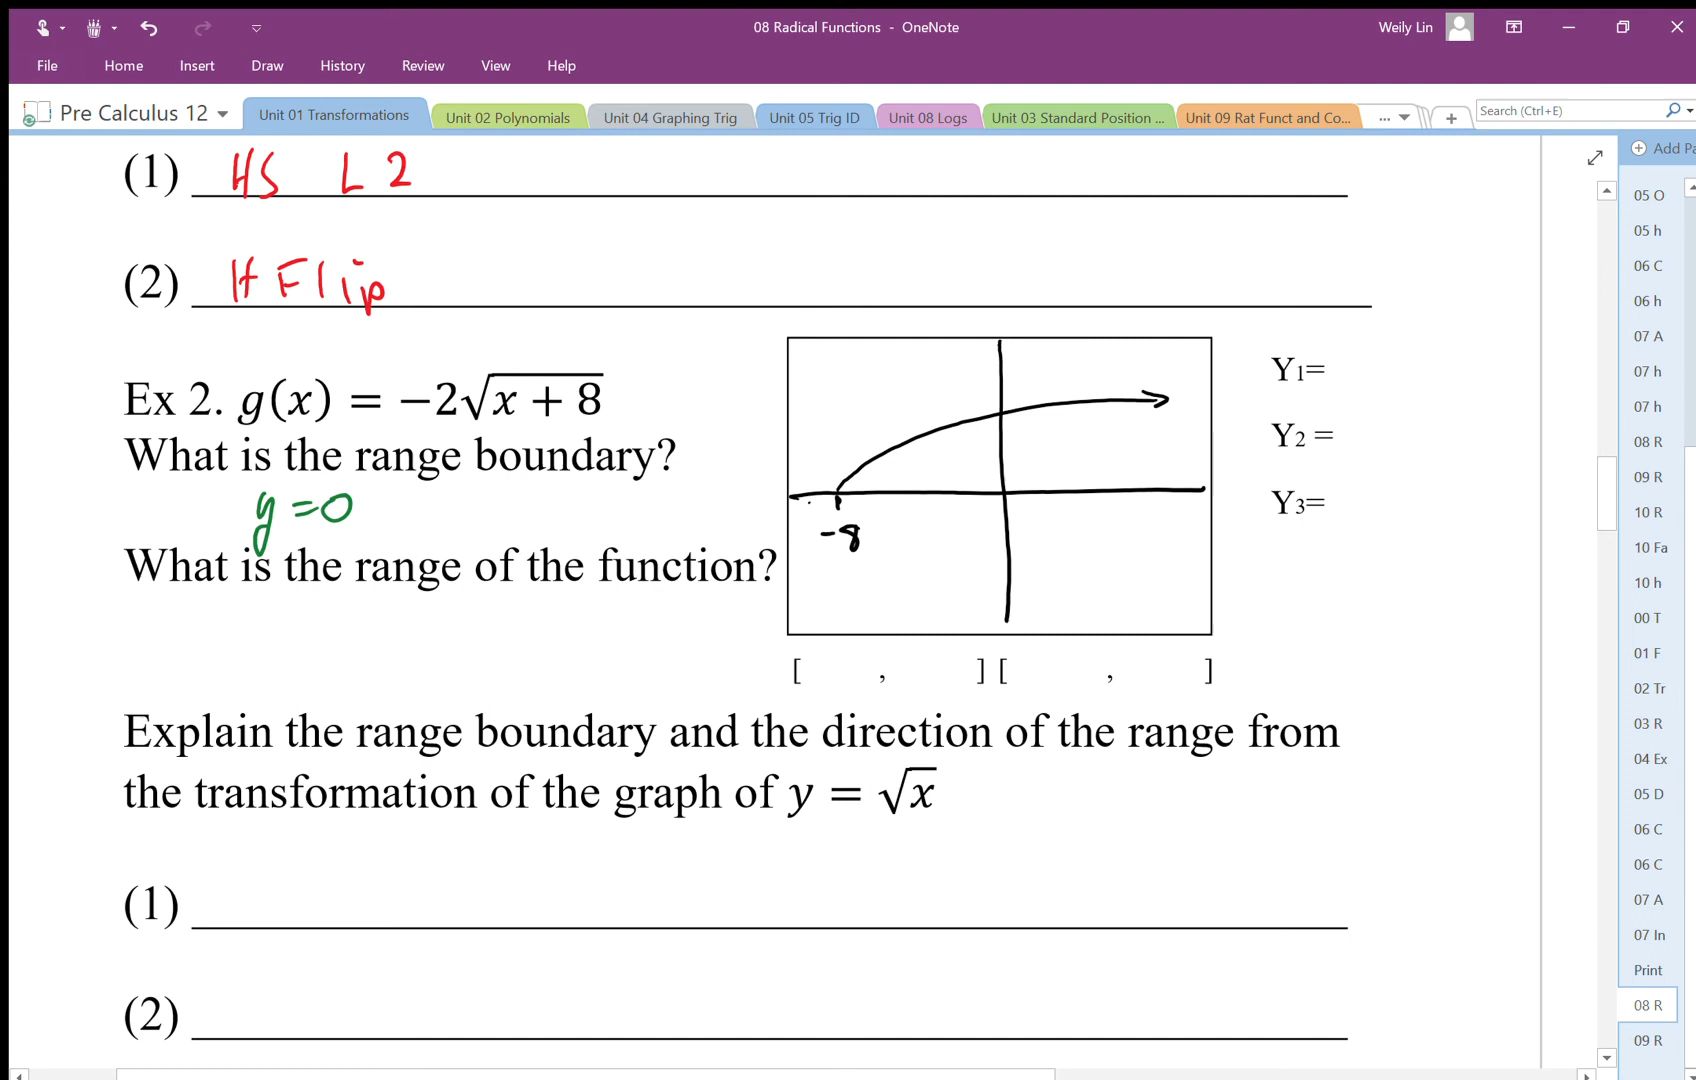 08 Radical Functions - OneNote
Weily Lin
File Home Insert Draw History Review View Help
Pre Calculus 12
Unit 01 Transformations Unit 02 Polynomials Unit 04 Graphing Trig Unit 05 Trig ID Unit 08 Logs Unit 03 Standard Position ... Unit 09 Rat Funct and Co... ...
Search (Ctrl+E)
Add Pa
(1) HS L 2
(2) H Flip
Ex 2. g(x) = −2√(x + 8)
What is the range boundary?
y = 0
What is the range of the function?
-8
Y1=
Y2 =
Y3=
[ , ] [ , ]
Explain the range boundary and the direction of the range from
the transformation of the graph of y = √x
(1)
(2)
05 O
05 h
06 C
06 h
07 A
07 h
07 h
08 R
09 R
10 R
10 Fa
10 h
00 T
01 F
02 Tr
03 R
04 Ex
05 D
06 C
06 C
07 A
07 In
Print
08 R
09 R